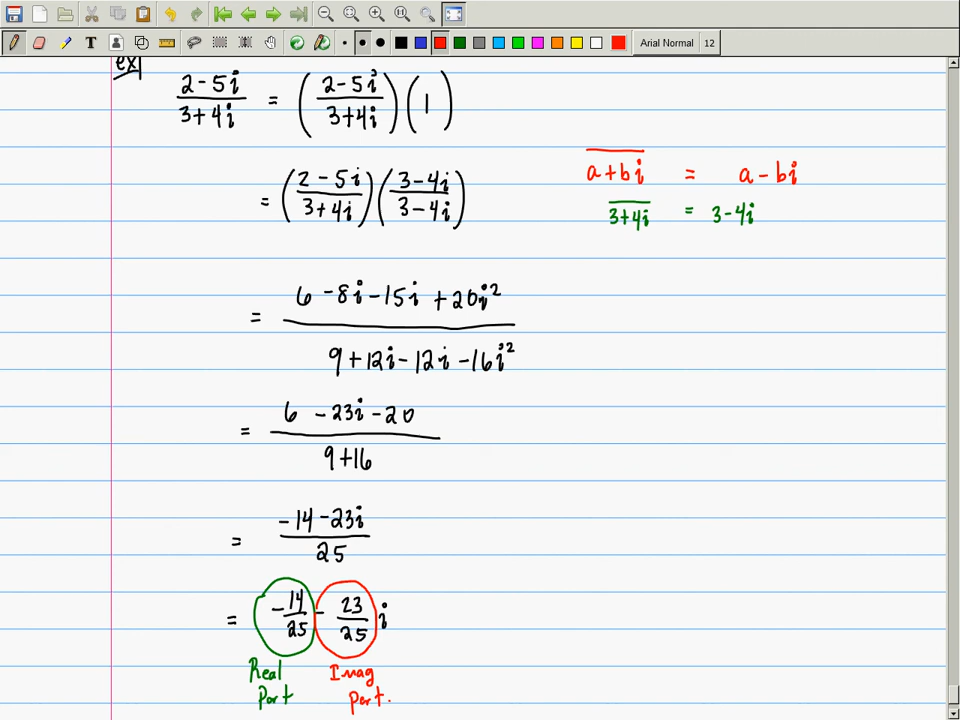 Arial Normal 12
ex
(2-5i)/(3+4i) = ((2-5i)/(3+4i))(1)
= ((2-5i)/(3+4i))((3-4i)/(3-4i))
a+bi = a-bi
3+4i = 3-4i
= (6-8i-15i+20i²)/(9+12i-12i-16i²)
= (6-23i-20)/(9+16)
= (-14-23i)/25
= -14/25 - 23/25 i
Real Part
Imag part.